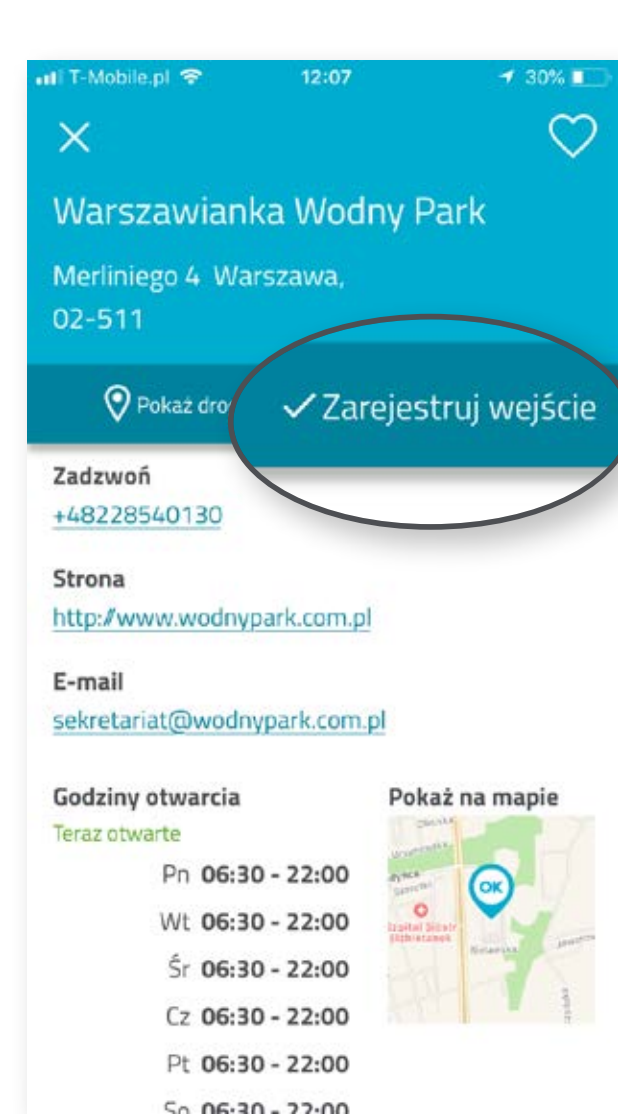 T-Mobile.pl 12:07 30%
Warszawianka Wodny Park
Merliniego 4 Warszawa,
02-511
Pokaż dro
Zarejestruj wejście
Zadzwoń
+48228540130
Strona
http://www.wodnypark.com.pl
E-mail
sekretariat@wodnypark.com.pl
Godziny otwarcia
Teraz otwarte
Pn 06:30 - 22:00
Wt 06:30 - 22:00
Śr 06:30 - 22:00
Cz 06:30 - 22:00
Pt 06:30 - 22:00
So 06:30 - 22:00
Pokaż na mapie
OK